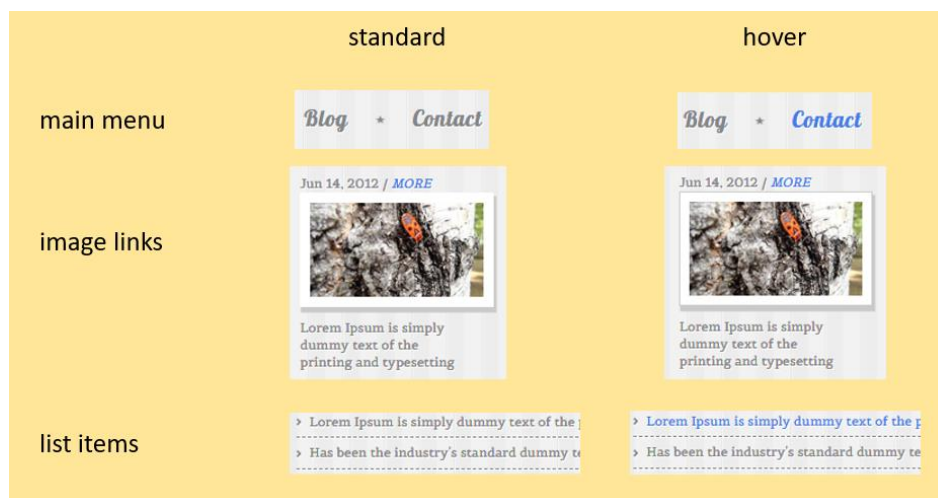 standard hover
main menu Blog * Contact Blog * Contact
Jun 14, 2012 / MORE Jun 14, 2012 / MORE
image links
Lorem Ipsum is simply Lorem Ipsum is simply
dummy text of the dummy text of the
printing and typesetting printing and typesetting
› Lorem Ipsum is simply dummy text of the › Lorem Ipsum is simply dummy text of the
list items
› Has been the industry's standard dummy › Has been the industry's standard dummy